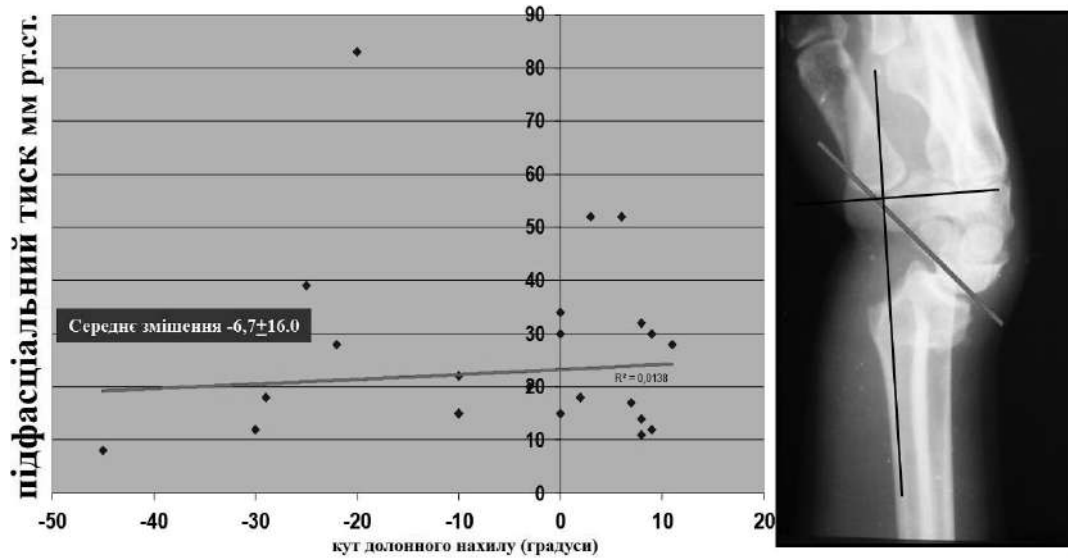 підфасціальний тиск мм рт.ст.
90
80
70
60
50
40
30
20
10
0
Середнє змішення -6,7±16.0
R² = 0,0138
-50 -40 -30 -20 -10 0 10 20
кут долонного нахилу (градуси)